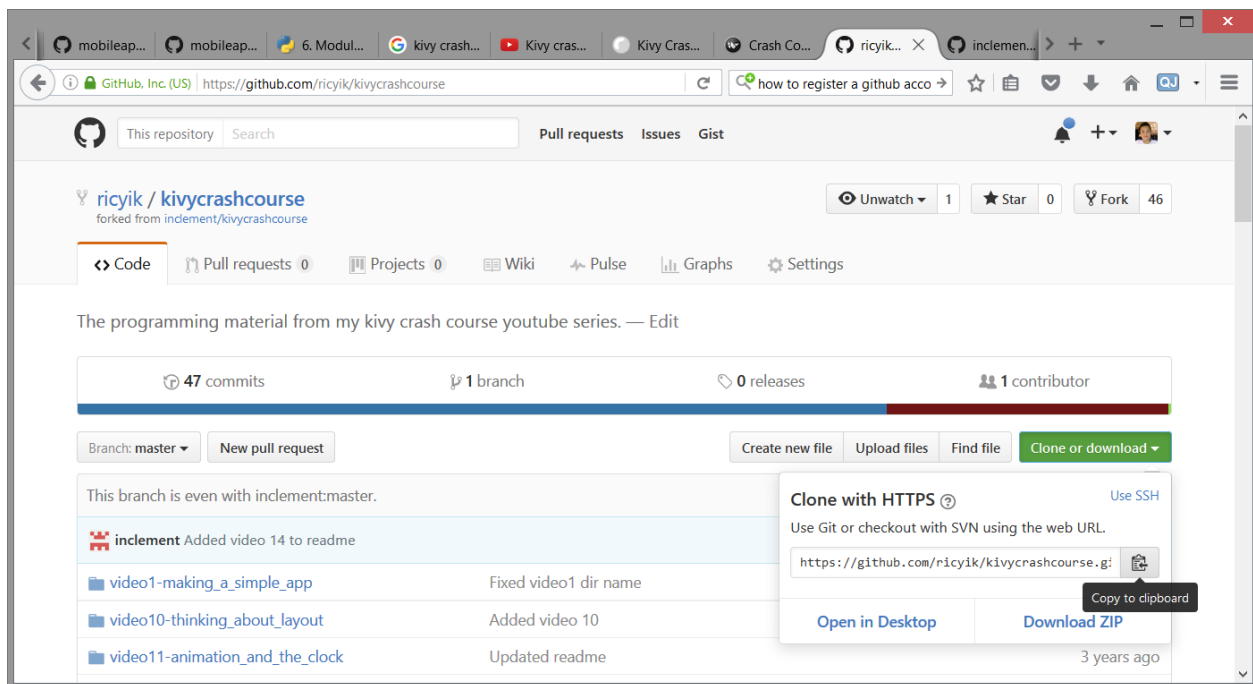 mobileap... mobileap... 6. Modul... kivy crash... Kivy cras... Kivy Cras... Crash Co... ricyik... inclemen...
GitHub, Inc. (US) https://github.com/ricyik/kivycrashcourse how to register a github acco QJ
This repository Search Pull requests Issues Gist
ricyik / kivycrashcourse Unwatch 1 Star 0 Fork 46
forked from inclement/kivycrashcourse
Code Pull requests 0 Projects 0 Wiki Pulse Graphs Settings
The programming material from my kivy crash course youtube series. — Edit
47 commits 1 branch 0 releases 1 contributor
Branch: master New pull request Create new file Upload files Find file Clone or download
This branch is even with inclement:master.
Clone with HTTPS Use SSH
Use Git or checkout with SVN using the web URL.
inclement Added video 14 to readme
https://github.com/ricyik/kivycrashcourse.gi
video1-making_a_simple_app Fixed video1 dir name
Copy to clipboard
video10-thinking_about_layout Added video 10
Open in Desktop Download ZIP
video11-animation_and_the_clock Updated readme 3 years ago